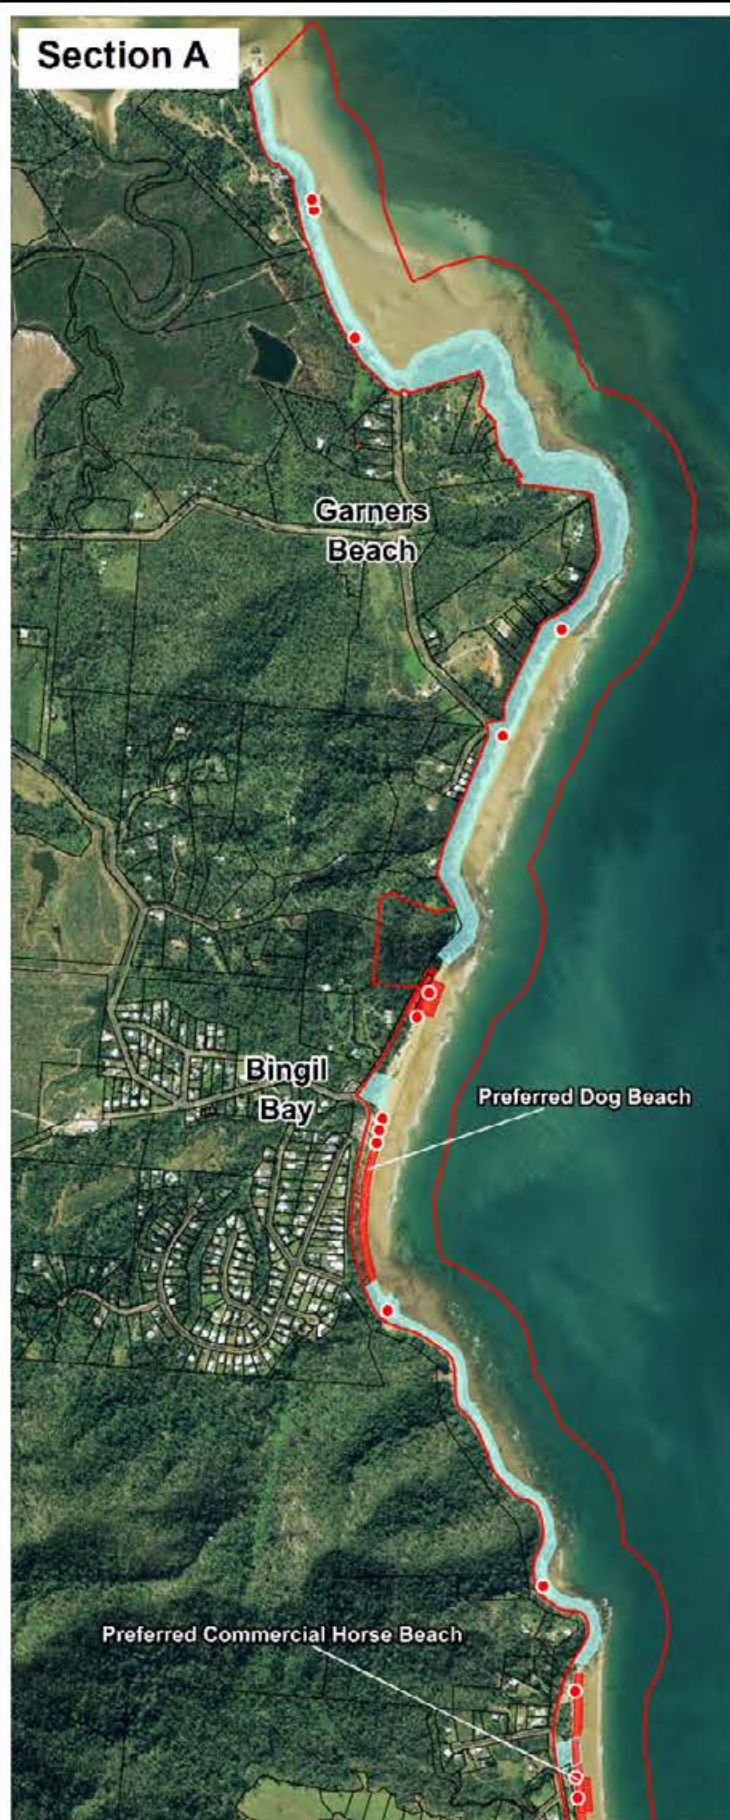 Section A
Garners
Beach
Bingil
Bay
Preferred Dog Beach
Preferred Commercial Horse Beach